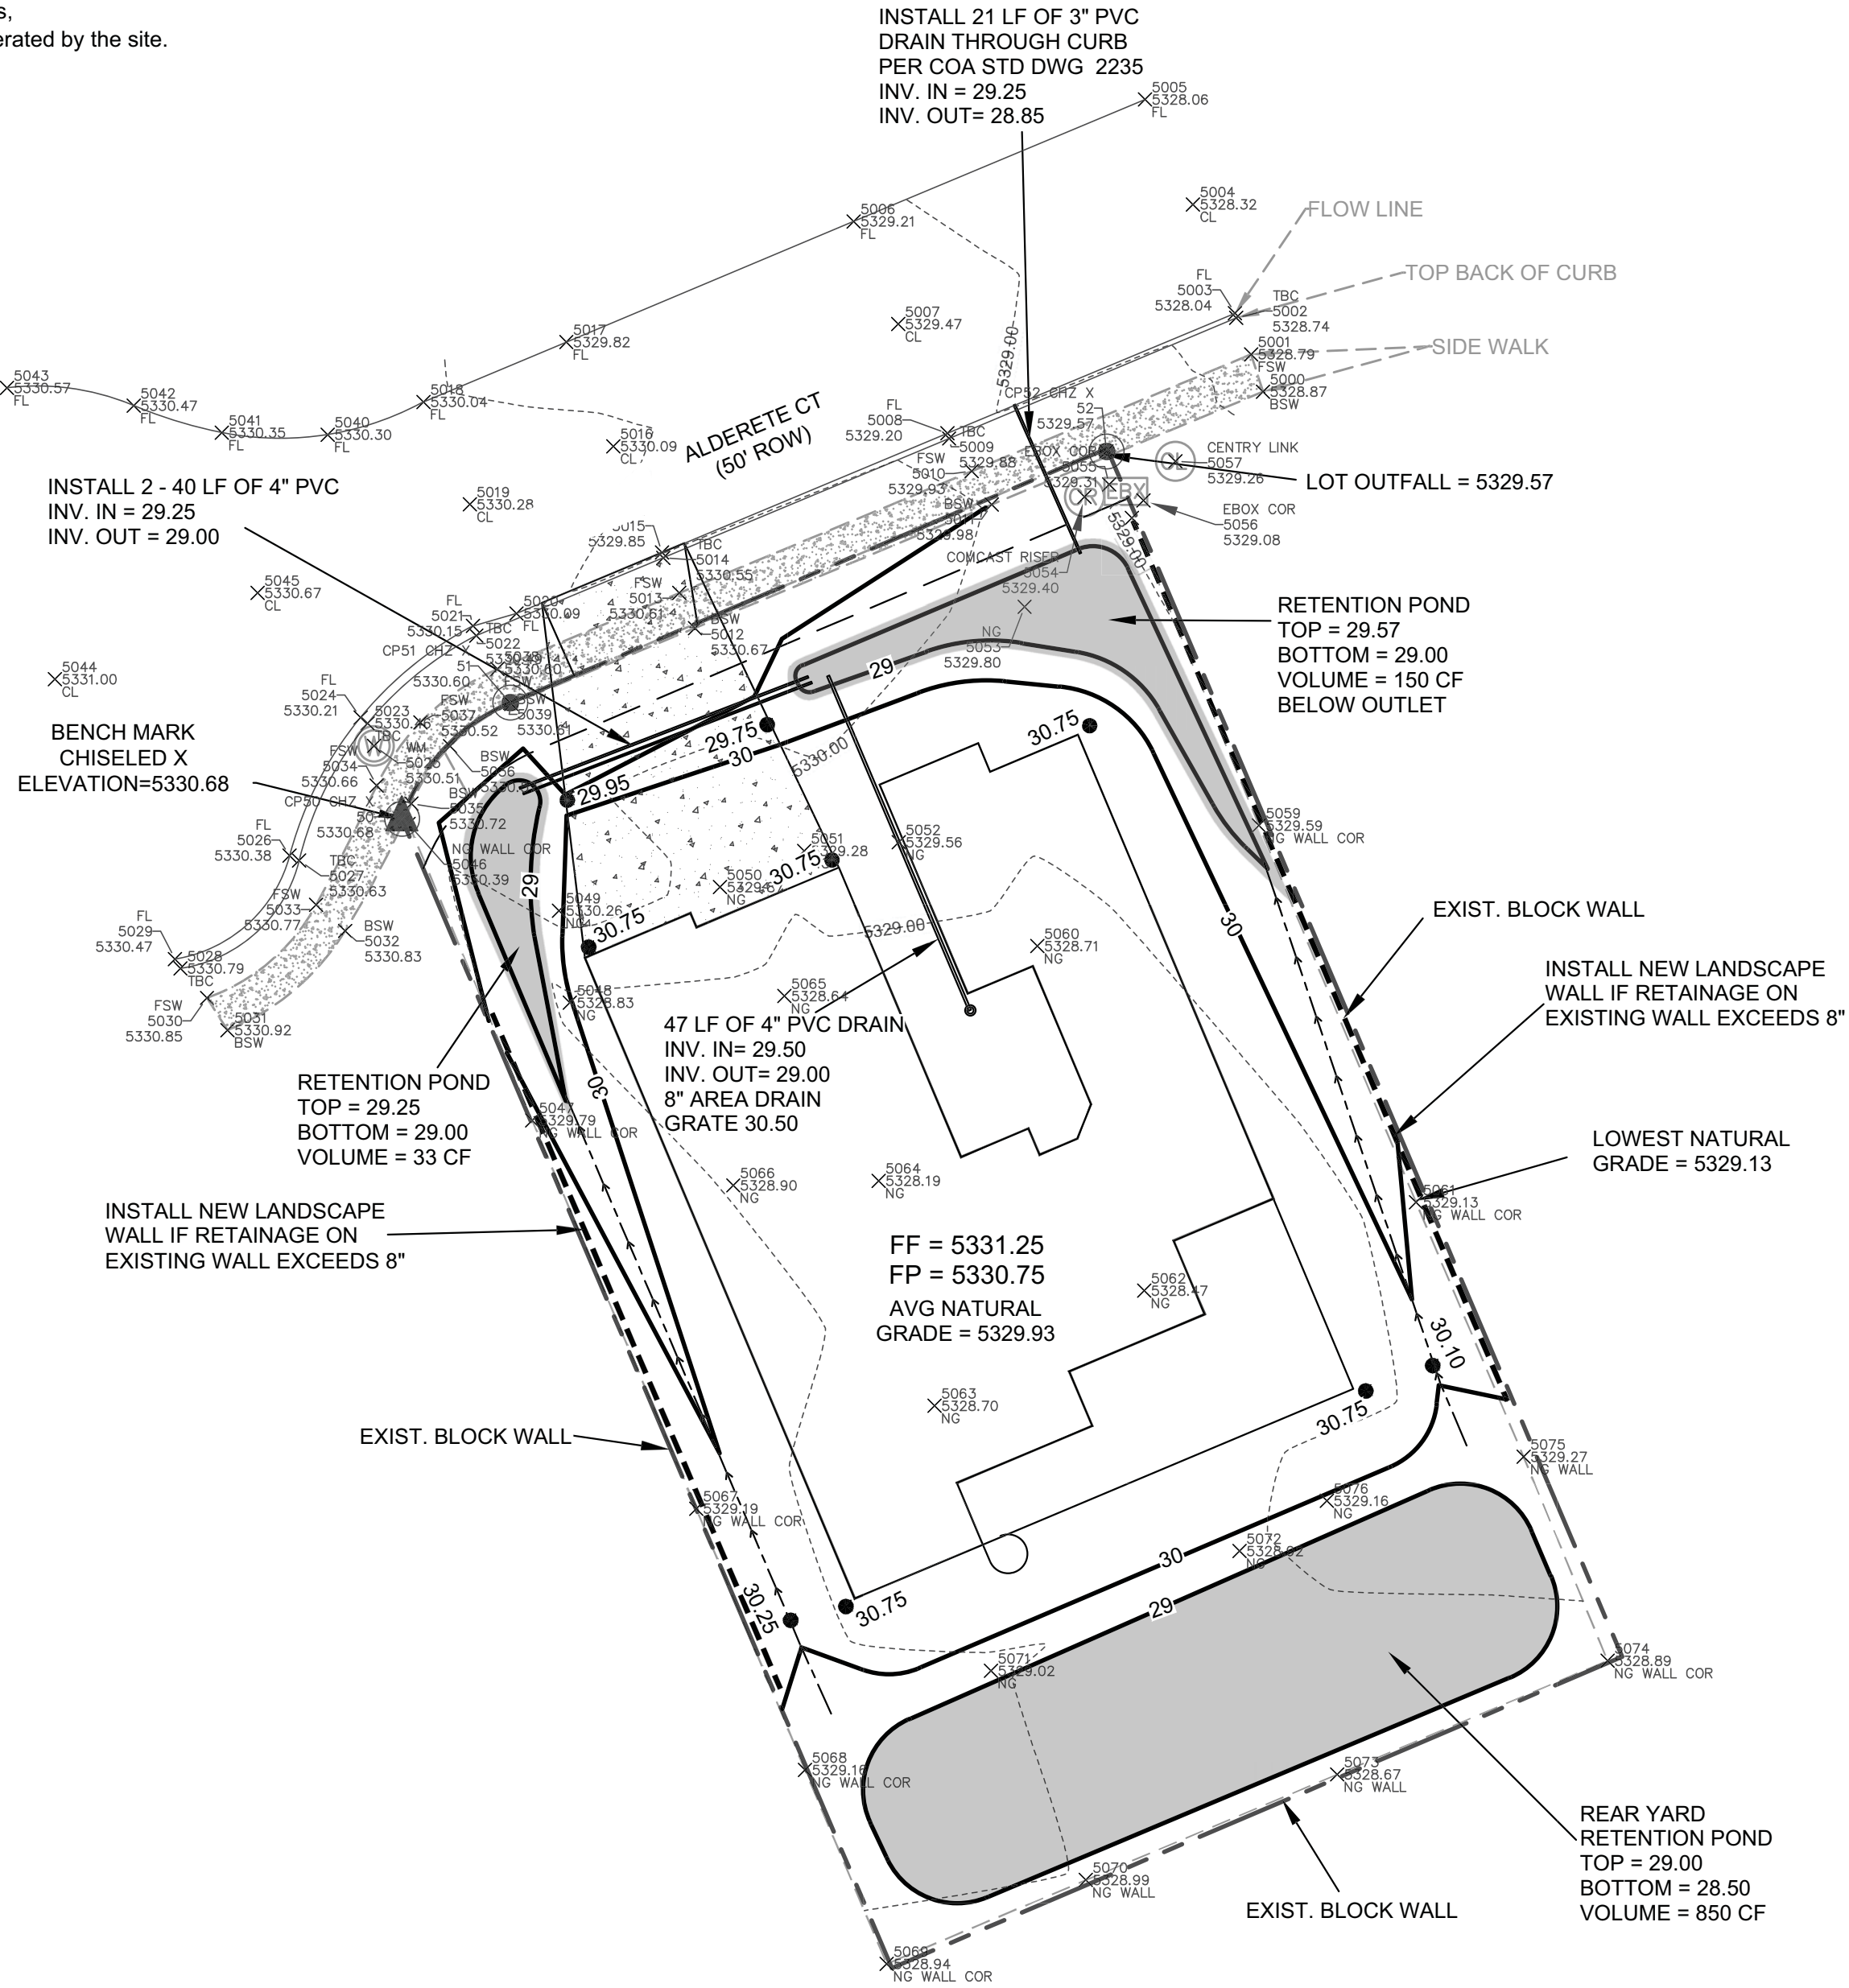 s,
erated by the site.
INSTALL 21 LF OF 3" PVC
DRAIN THROUGH CURB
PER COA STD DWG 2235
INV. IN = 29.25
INV. OUT= 28.85
5005
5328.06
FL
5004
5328.32
CL
5006
5329.21
FL
FLOW LINE
TOP BACK OF CURB
SIDE WALK
FL
5003
5328.04
TBC
5002
5328.74
5001
5328.79
FSW
5000
5328.87
BSW
5007
5329.47
CL
5329.00
5017
5329.82
FL
5043
5330.57
FL
5042
5330.47
FL
5041
5330.35
FL
5040
5330.30
FL
5018
5330.04
FL
5016
5330.09
CL
ALDERETE CT
(50' ROW)
FL
5008
5329.20
TBC
5009
5329.88
FSW
5010
5329.93
BSW
CP52 CHZ X
52
5329.57
EBOX COR
5055
5329.31
EBX
CENTRY LINK
5057
5329.26
EBOX COR
5056
5329.08
LOT OUTFALL = 5329.57
5329.00
COMCAST RISER
5054
5329.40
NG
5053
5329.80
INSTALL 2 - 40 LF OF 4" PVC
INV. IN = 29.25
INV. OUT = 29.00
5019
5330.28
CL
5015
5329.85
TBC
5014
5330.55
FSW
5013
5330.61
BSW
5012
5330.67
5045
5330.67
CL
5044
5331.00
CL
FL
5021
5330.15
5020
5330.09
FL
TBC
5022
CP51 CHZ X
51
5330.60
FSW
BSW
5039
5330.61
FL
5024
5330.21
5023
TBC
FSW
5037
5330.52
WM
5025
5330.51
BSW
5036
FSW
5034
5330.66
BENCH MARK
CHISELED X
ELEVATION=5330.68
CP50 CHZ X
50
5330.68
BSW
5035
5330.72
NG WALL COR
5046
5330.39
FL
5026
5330.38
TBC
5027
5330.63
FSW
5033
5330.77
BSW
5032
5330.83
FL
5029
5330.47
5028
5330.79
TBC
FSW
5030
5330.85
5031
5330.92
BSW
RETENTION POND
TOP = 29.57
BOTTOM = 29.00
VOLUME = 150 CF
BELOW OUTLET
29
29.75
30
5330.00
30.75
29.95
29
5051
5329.28
30.75
5050
NG
5052
5329.56
NG
5049
5330.26
NG
30.75
5329.00
5059
5329.59
NG WALL COR
30
5060
5328.71
NG
5048
5328.83
NG
5065
5328.64
NG
47 LF OF 4" PVC DRAIN
INV. IN= 29.50
INV. OUT= 29.00
8" AREA DRAIN
GRATE 30.50
EXIST. BLOCK WALL
INSTALL NEW LANDSCAPE
WALL IF RETAINAGE ON
EXISTING WALL EXCEEDS 8"
LOWEST NATURAL
GRADE = 5329.13
5061
5329.13
NG WALL COR
RETENTION POND
TOP = 29.25
BOTTOM = 29.00
VOLUME = 33 CF
30
5047
5329.79
NG WALL COR
5066
5328.90
NG
5064
5328.19
NG
INSTALL NEW LANDSCAPE
WALL IF RETAINAGE ON
EXISTING WALL EXCEEDS 8"
FF = 5331.25
FP = 5330.75
AVG NATURAL
GRADE = 5329.93
5062
5328.47
NG
5063
5328.70
NG
30.10
30.75
EXIST. BLOCK WALL
5067
5329.19
NG WALL COR
5075
5329.27
NG WALL
5076
5329.16
NG
5072
NG
30
29
30.25
30.75
5071
5329.02
NG
5074
5328.89
NG WALL COR
5068
5329.16
NG WALL COR
5073
5328.67
NG WALL
5070
5328.99
NG WALL
5069
5328.94
NG WALL COR
EXIST. BLOCK WALL
REAR YARD
RETENTION POND
TOP = 29.00
BOTTOM = 28.50
VOLUME = 850 CF